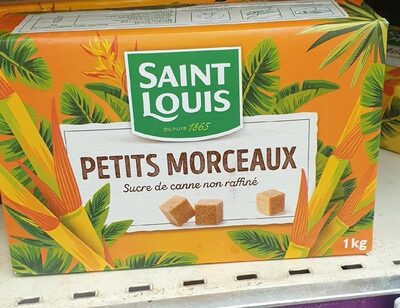 SAINT
LOUIS
DEPUIS 1865
PETITS MORCEAUX
Sucre de canne non raffiné
1kg